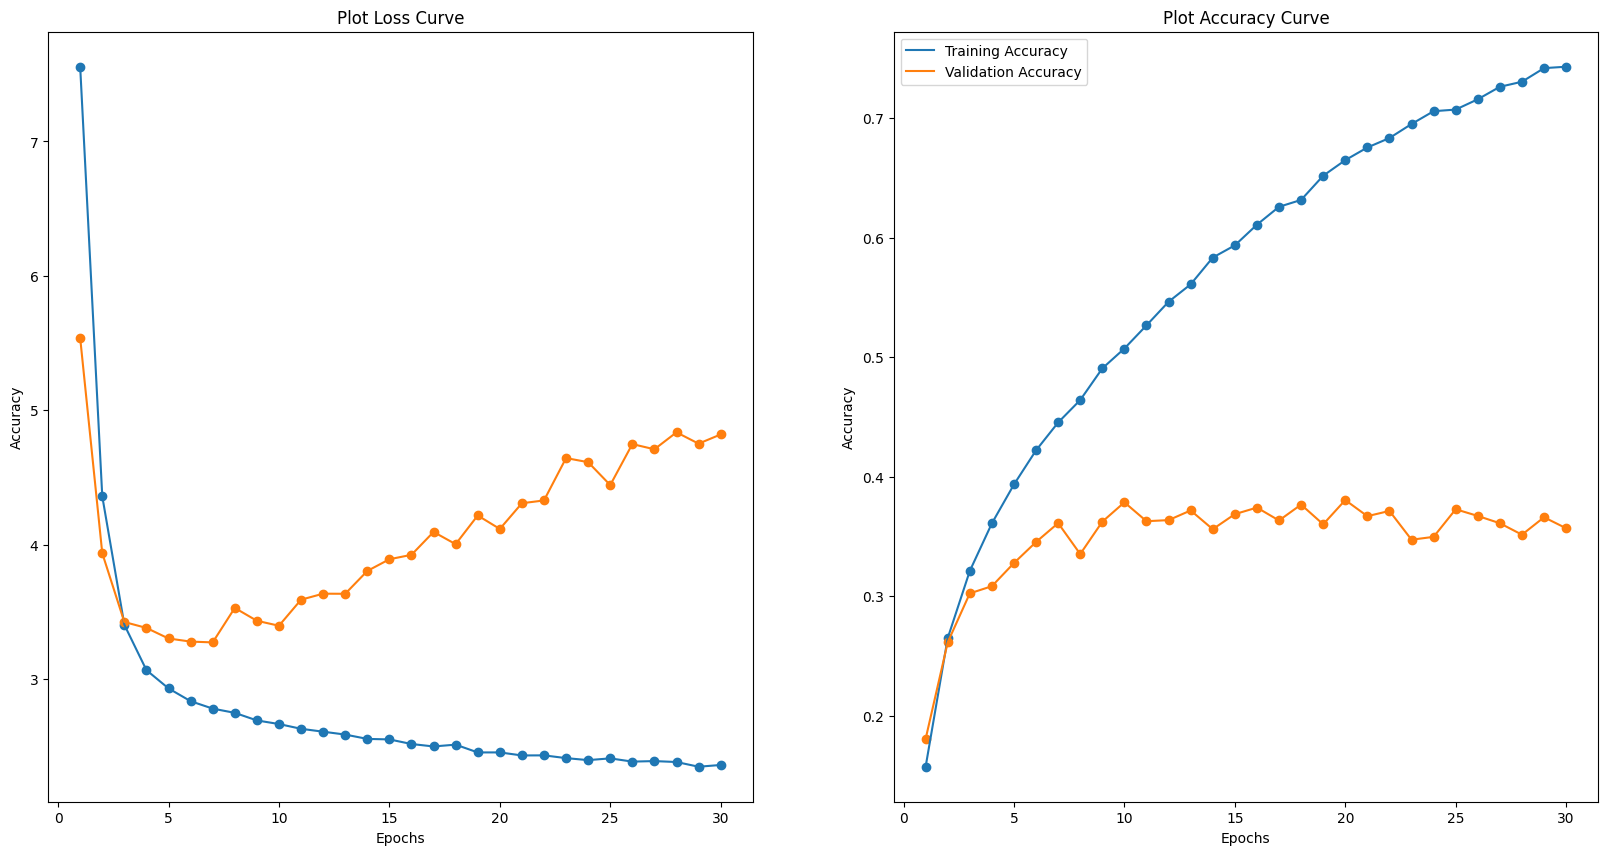 Plot Loss Curve
7
6
5
4
3
Accuracy
0 5 10 15 20 25 30
Epochs
Plot Accuracy Curve
Training Accuracy
Validation Accuracy
0.7
0.6
0.5
0.4
0.3
0.2
Accuracy
0 5 10 15 20 25 30
Epochs